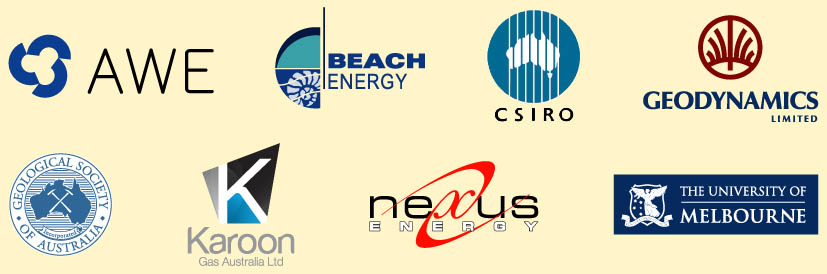 AWE
BEACH
ENERGY
CSIRO
GEODYNAMICS
LIMITED
GEOLOGICAL SOCIETY
OF AUSTRALIA
Incorporated
K
Karoon
Gas Australia Ltd
nexus
ENERGY
THE UNIVERSITY OF
MELBOURNE